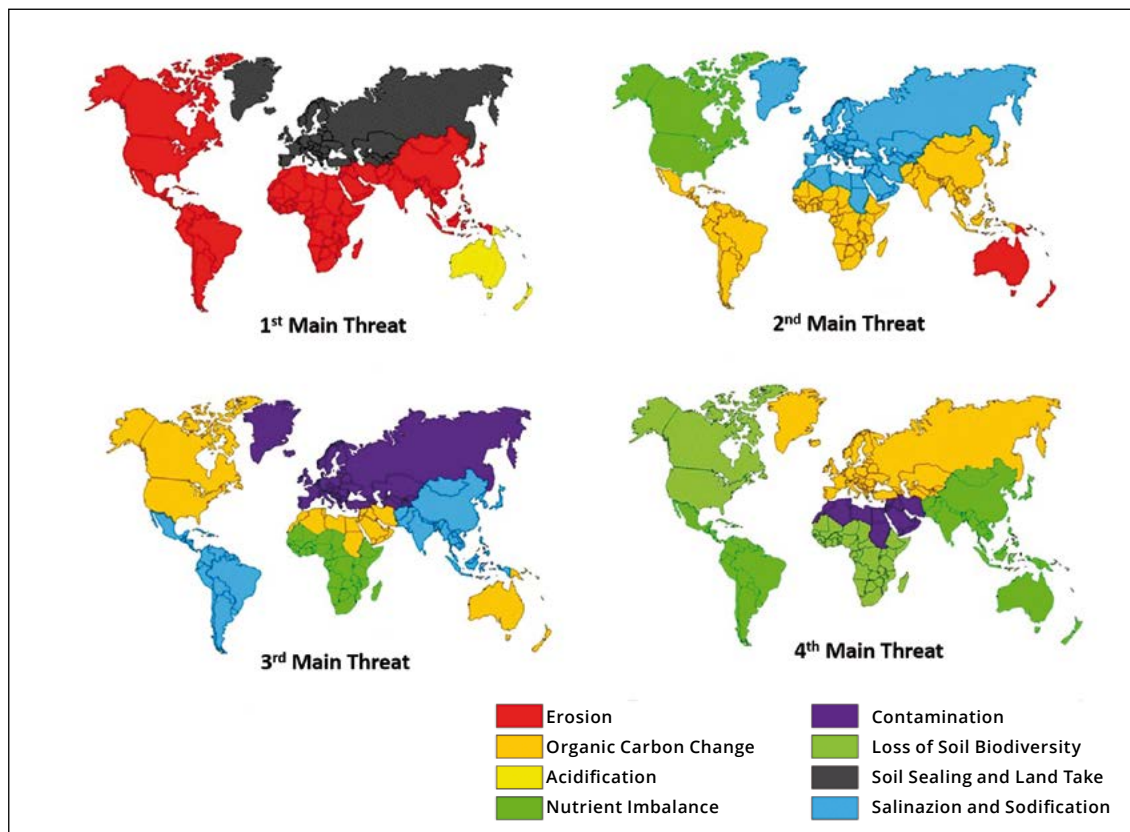 1st Main Threat
2nd Main Threat
3rd Main Threat
4th Main Threat
Erosion
Organic Carbon Change
Acidification
Nutrient Imbalance
Contamination
Loss of Soil Biodiversity
Soil Sealing and Land Take
Salinazion and Sodification